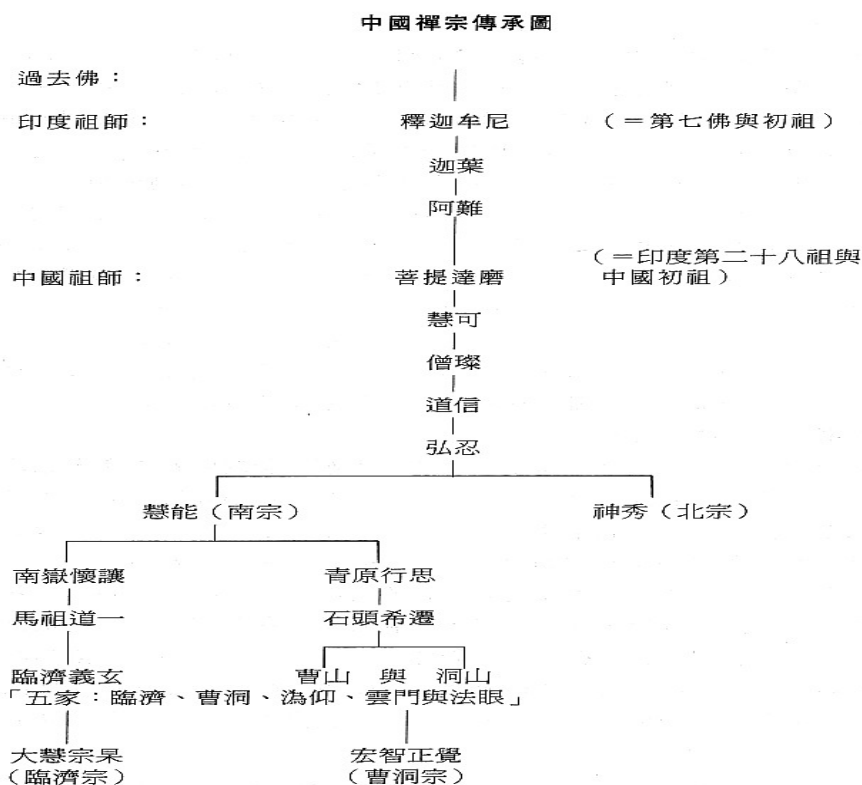 中國禪宗傳承圖
過去佛：
印度祖師： 釋迦牟尼 （＝第七佛與初祖）
迦葉
阿難
（＝印度第二十八祖與
中國祖師： 菩提達磨 中國初祖）
慧可
僧璨
道信
弘忍
慧能（南宗） 神秀（北宗）
南嶽懷讓 青原行思
馬祖道一 石頭希遷
臨濟義玄 曹山 與 洞山
「五家：臨濟、曹洞、溈仰、雲門與法眼」
大慧宗杲 宏智正覺
（臨濟宗） （曹洞宗）